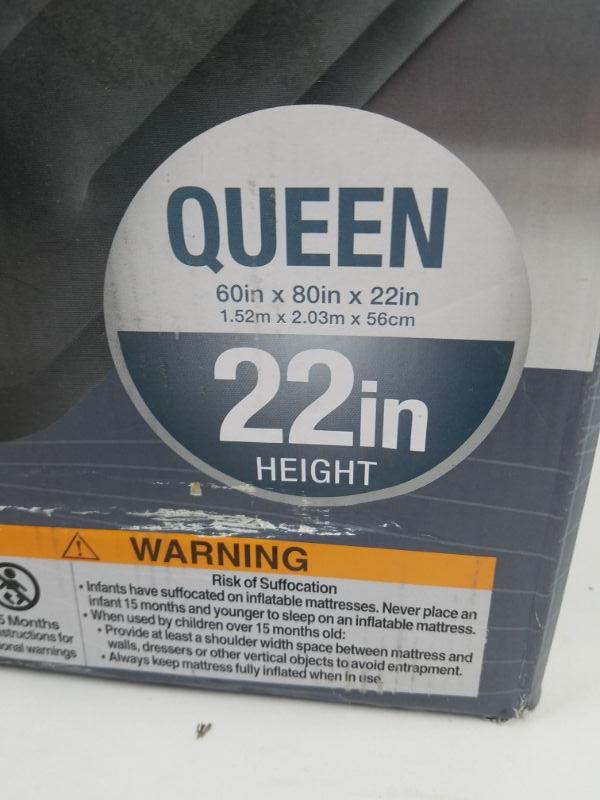 QUEEN
60in x 80in x 22in
1.52m x 2.03m x 56cm
22in
HEIGHT
WARNING
Risk of Suffocation
• Infants have suffocated on inflatable mattresses. Never place an
infant 15 months and younger to sleep on an inflatable mattress.
• When used by children over 15 months old:
• Provide at least a shoulder width space between mattress and
walls, dressers or other vertical objects to avoid entrapment.
• Always keep mattress fully inflated when in use.
5 Months
structions for
onal warnings